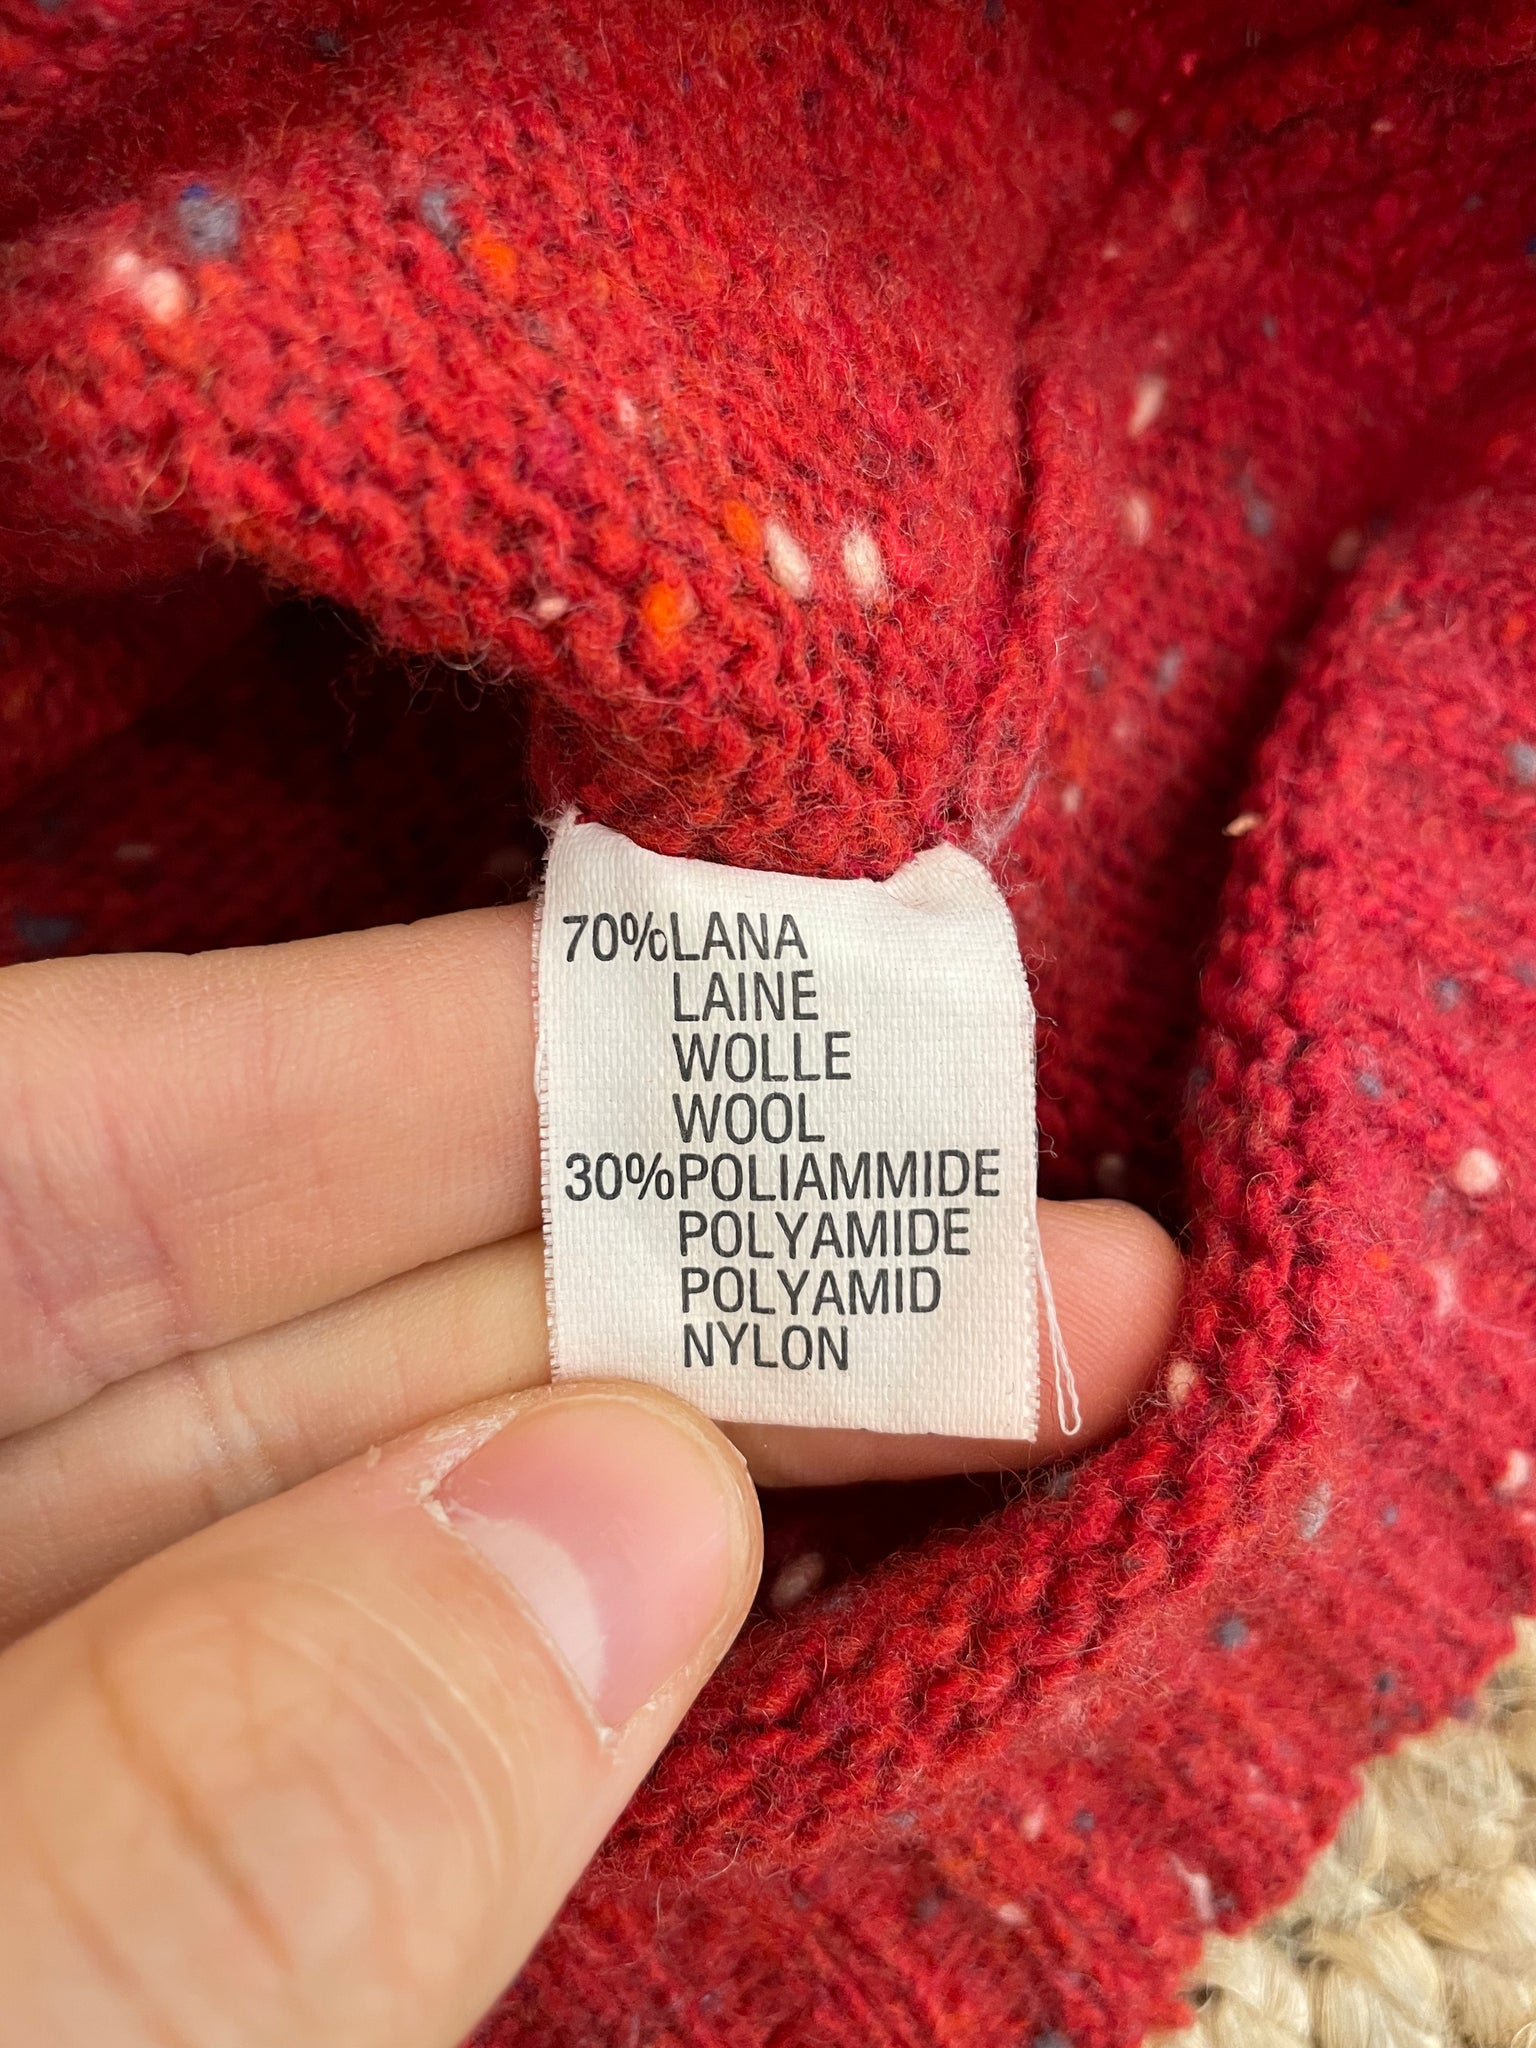 70%LANA
LAINE
WOLLE
WOOL
30%POLIAMMIDE
POLYAMIDE
POLYAMID
NYLON